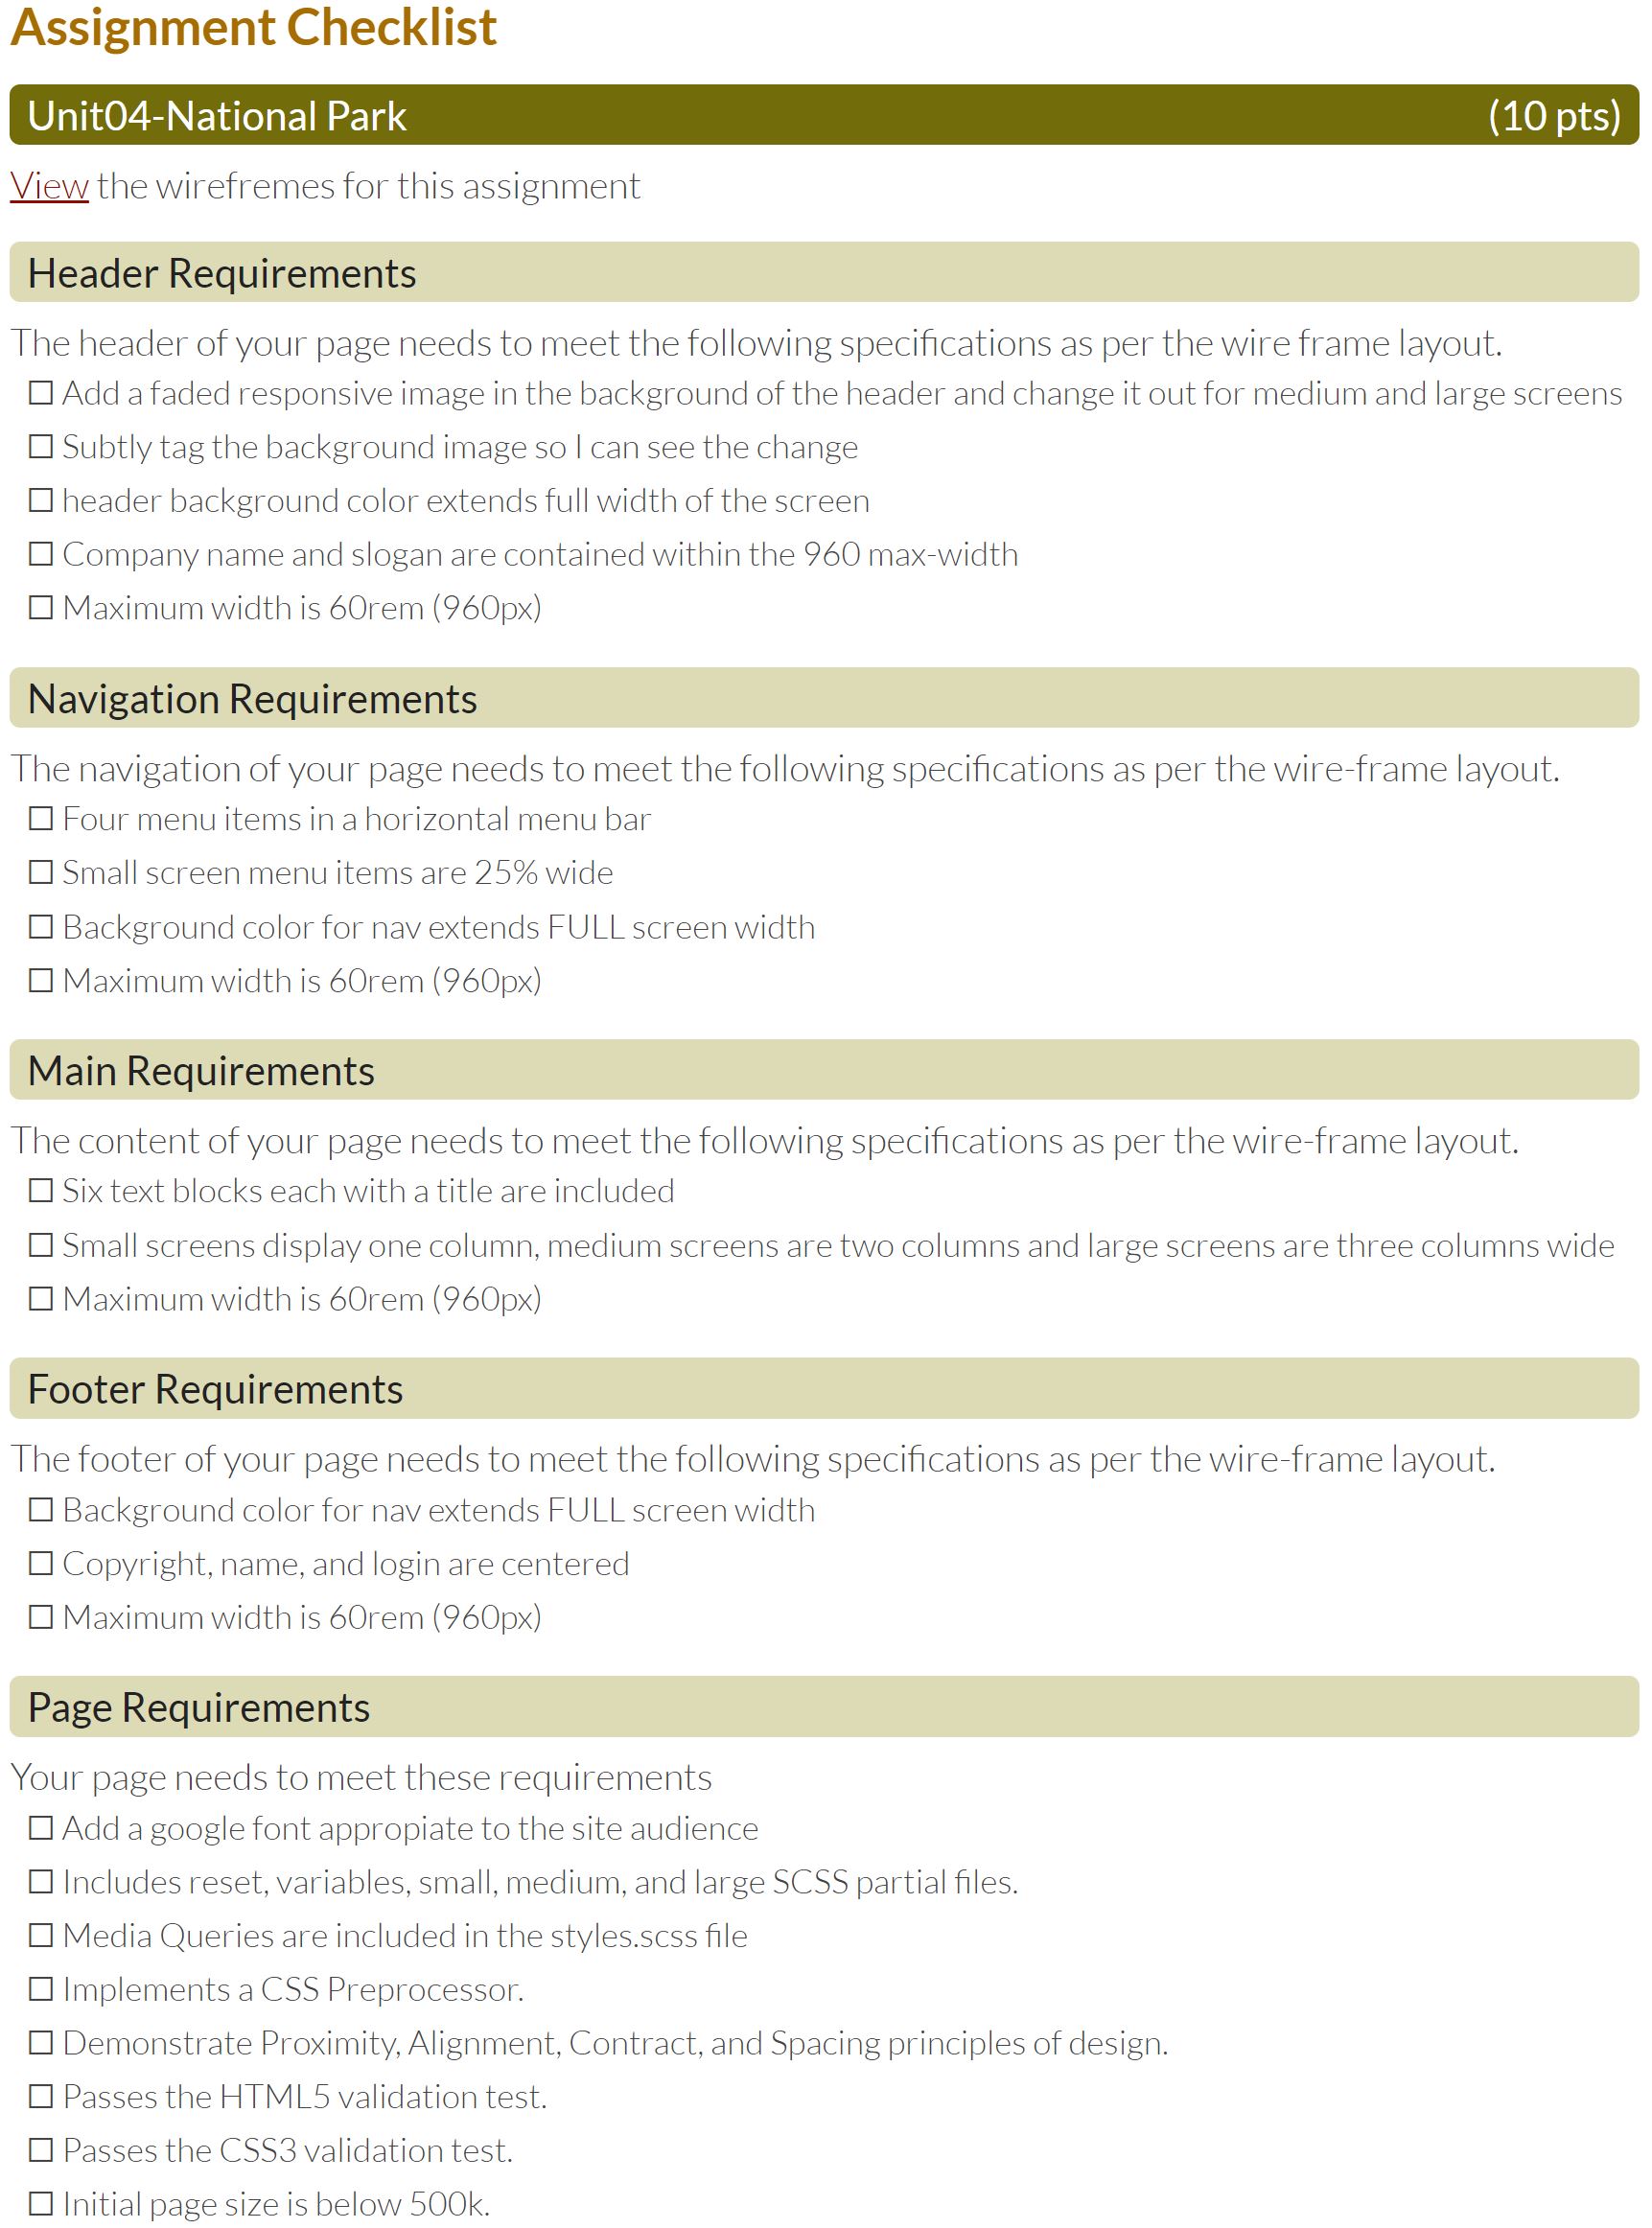 Assignment Checklist
Unit04-National Park (10 pts)
View the wirefremes for this assignment
Header Requirements
The header of your page needs to meet the following specifications as per the wire frame layout.
☐ Add a faded responsive image in the background of the header and change it out for medium and large screens
☐ Subtly tag the background image so I can see the change
☐ header background color extends full width of the screen
☐ Company name and slogan are contained within the 960 max-width
☐ Maximum width is 60rem (960px)
Navigation Requirements
The navigation of your page needs to meet the following specifications as per the wire-frame layout.
☐ Four menu items in a horizontal menu bar
☐ Small screen menu items are 25% wide
☐ Background color for nav extends FULL screen width
☐ Maximum width is 60rem (960px)
Main Requirements
The content of your page needs to meet the following specifications as per the wire-frame layout.
☐ Six text blocks each with a title are included
☐ Small screens display one column, medium screens are two columns and large screens are three columns wide
☐ Maximum width is 60rem (960px)
Footer Requirements
The footer of your page needs to meet the following specifications as per the wire-frame layout.
☐ Background color for nav extends FULL screen width
☐ Copyright, name, and login are centered
☐ Maximum width is 60rem (960px)
Page Requirements
Your page needs to meet these requirements
☐ Add a google font appropiate to the site audience
☐ Includes reset, variables, small, medium, and large SCSS partial files.
☐ Media Queries are included in the styles.scss file
☐ Implements a CSS Preprocessor.
☐ Demonstrate Proximity, Alignment, Contract, and Spacing principles of design.
☐ Passes the HTML5 validation test.
☐ Passes the CSS3 validation test.
☐ Initial page size is below 500k.